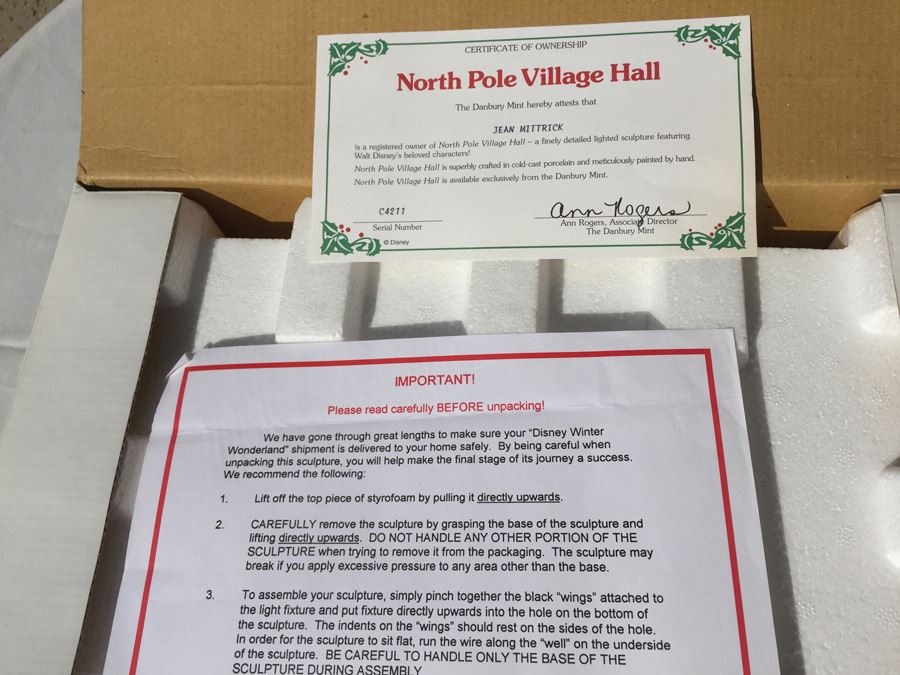 CERTIFICATE OF OWNERSHIP
North Pole Village Hall
The Danbury Mint hereby attests that
JEAN MITTRICK
is a registered owner of North Pole Village Hall – a finely detailed lighted sculpture featuring
Walt Disney's beloved characters!
North Pole Village Hall is superbly crafted in cold-cast porcelain and meticulously painted by hand.
North Pole Village Hall is available exclusively from the Danbury Mint.
C4211
Serial Number
© Disney
Ann Rogers
Ann Rogers, Associate Director
The Danbury Mint
IMPORTANT!
Please read carefully BEFORE unpacking!
We have gone through great lengths to make sure your "Disney Winter
Wonderland" shipment is delivered to your home safely. By being careful when
unpacking this sculpture, you will help make the final stage of its journey a success.
We recommend the following:
1. Lift off the top piece of styrofoam by pulling it directly upwards.
2. CAREFULLY remove the sculpture by grasping the base of the sculpture and
lifting directly upwards. DO NOT HANDLE ANY OTHER PORTION OF THE
SCULPTURE when trying to remove it from the packaging. The sculpture may
break if you apply excessive pressure to any area other than the base.
3. To assemble your sculpture, simply pinch together the black "wings" attached to
the light fixture and put fixture directly upwards into the hole on the bottom of
the sculpture. The indents on the "wings" should rest on the sides of the hole.
In order for the sculpture to sit flat, run the wire along the "well" on the underside
of the sculpture. BE CAREFUL TO HANDLE ONLY THE BASE OF THE
SCULPTURE DURING ASSEMBLY